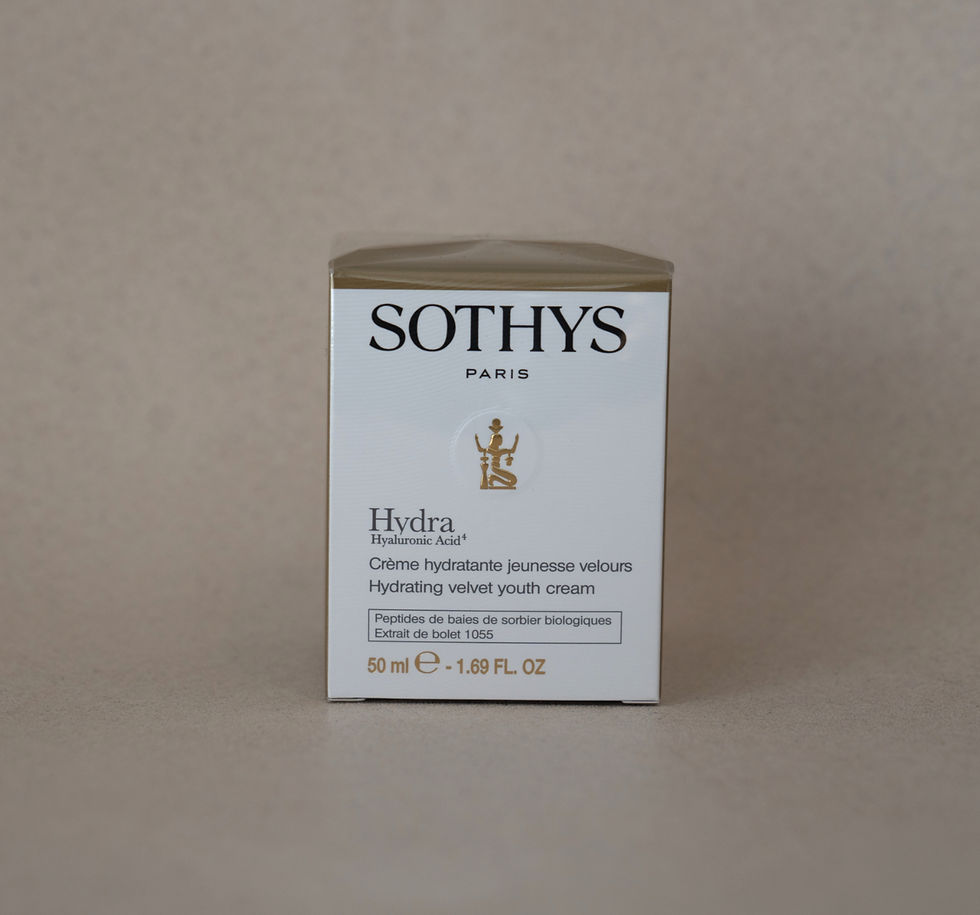 SOTHYS
PARIS
Hydra
Hyaluronic Acid⁴
Crème hydratante jeunesse velours
Hydrating velvet youth cream
Peptides de baies de sorbier biologiques
Extrait de bolet 1055
50 ml ℮ - 1.69 FL. OZ